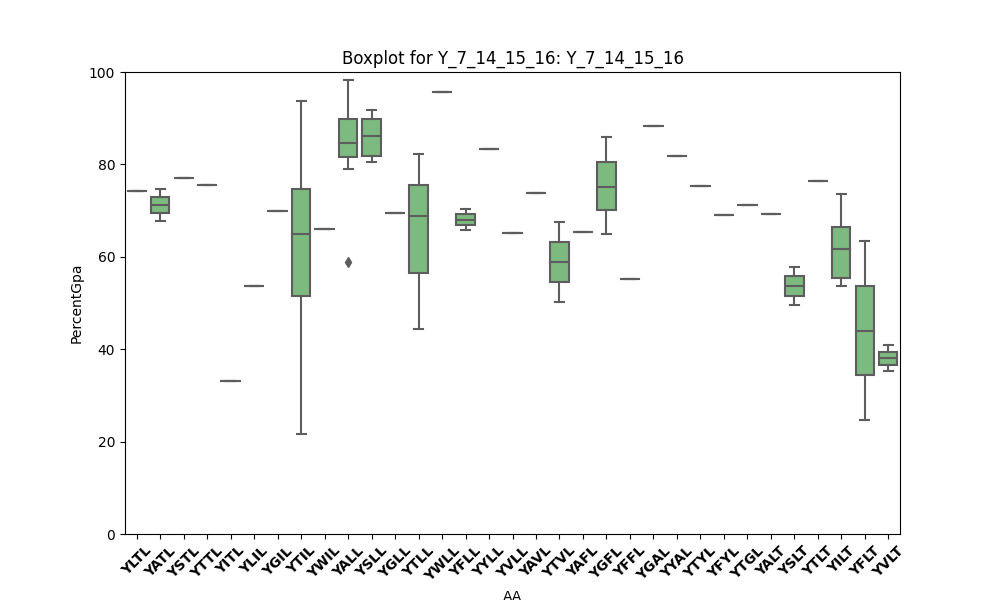 Boxplot for Y_7_14_15_16: Y_7_14_15_16
100
80
60
40
20
0
PercentGpa
YLTL YATL YSTL YTTL YITL YLIL YGIL YTIL YWIL YALL YSLL YGLL YTLL YWLL YFLL YYLL YVLL YAVL YTVL YAFL YGFL YFFL YGAL YYAL YTYL YFYL YTGL YALT YSLT YTLT YILT YFLT YVLT
AA